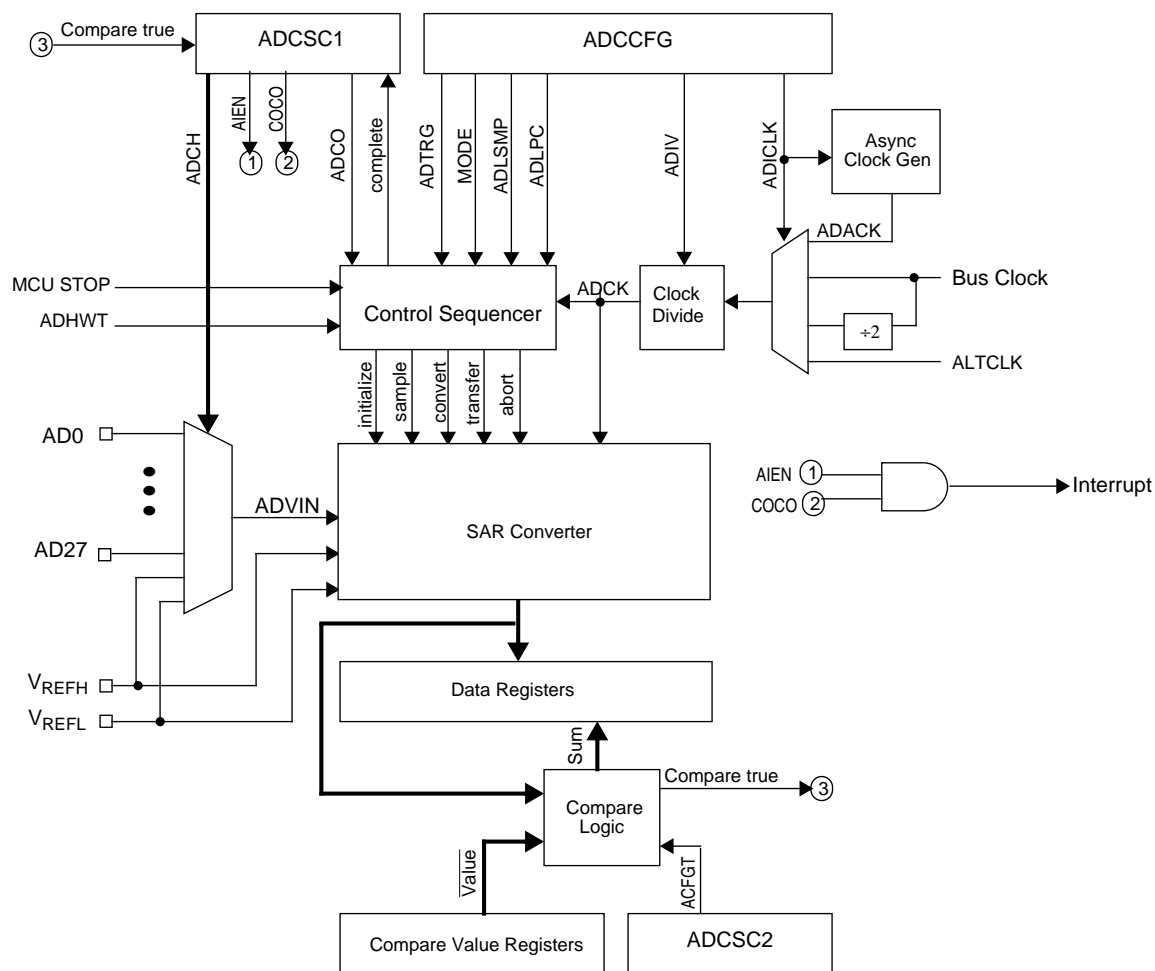 Compare true
3
ADCSC1
ADCCFG
ADCH
AIEN
COCO
1
2
ADCO
complete
ADTRG
MODE
ADLSMP
ADLPC
ADIV
ADICLK
Async
Clock Gen
ADACK
MCU STOP
ADHWT
Control Sequencer
ADCK
Clock
Divide
Bus Clock
÷2
ALTCLK
initialize
sample
convert
transfer
abort
AD0
AD27
ADVIN
SAR Converter
AIEN 1
COCO 2
Interrupt
VREFH
VREFL
Data Registers
Sum
Compare true
3
Compare
Logic
Value
ACFGT
Compare Value Registers
ADCSC2